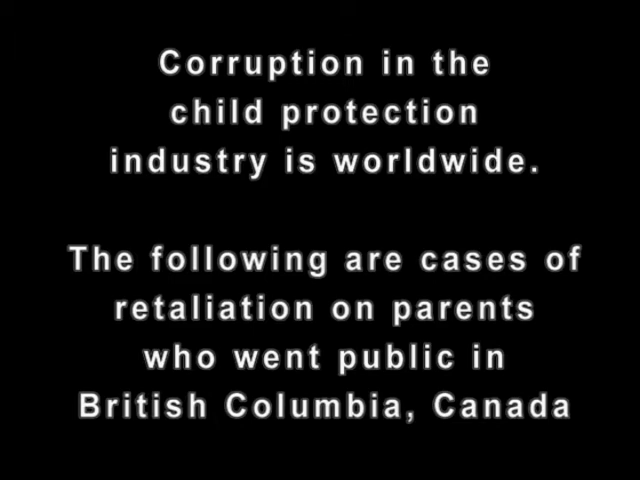 Corruption in the
child protection
industry is worldwide.
The following are cases of
retaliation on parents
who went public in
British Columbia, Canada